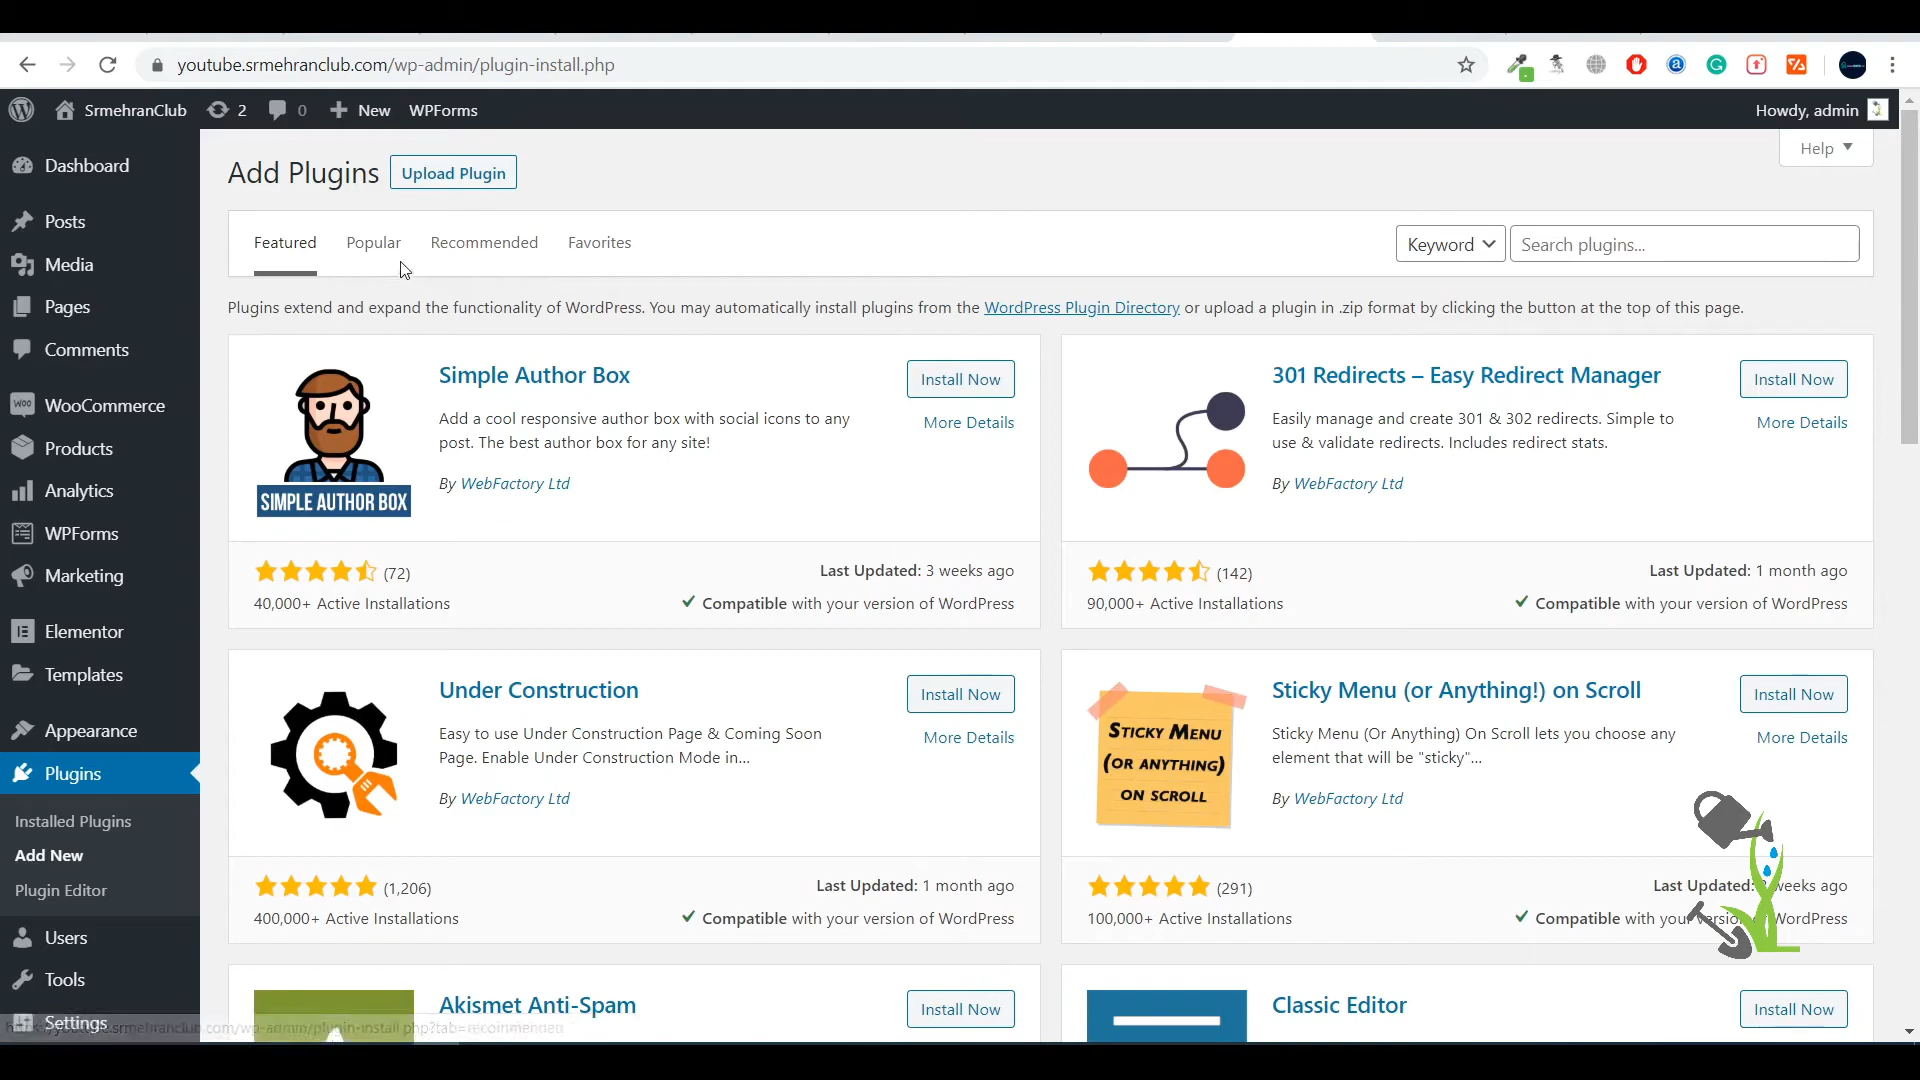 youtube.srmehranclub.com/wp-admin/plugin-install.php
SrmehranClub 2 0 New WPForms Howdy, admin
Dashboard
Posts
Media
Pages
Comments
WooCommerce
Products
Analytics
WPForms
Marketing
Elementor
Templates
Appearance
Plugins
Installed Plugins
Add New
Plugin Editor
Users
Tools
Settings
Help
Add Plugins Upload Plugin
Featured Popular Recommended Favorites Keyword Search plugins...
Plugins extend and expand the functionality of WordPress. You may automatically install plugins from the WordPress Plugin Directory or upload a plugin in .zip format by clicking the button at the top of this page.
SIMPLE AUTHOR BOX
Simple Author Box
Install Now
More Details
Add a cool responsive author box with social icons to any
post. The best author box for any site!
By WebFactory Ltd
(72)
40,000+ Active Installations
Last Updated: 3 weeks ago
Compatible with your version of WordPress
301 Redirects – Easy Redirect Manager
Install Now
More Details
Easily manage and create 301 & 302 redirects. Simple to
use & validate redirects. Includes redirect stats.
By WebFactory Ltd
(142)
90,000+ Active Installations
Last Updated: 1 month ago
Compatible with your version of WordPress
Under Construction
Install Now
More Details
Easy to use Under Construction Page & Coming Soon
Page. Enable Under Construction Mode in...
By WebFactory Ltd
(1,206)
400,000+ Active Installations
Last Updated: 1 month ago
Compatible with your version of WordPress
STICKY MENU
(OR ANYTHING)
ON SCROLL
Sticky Menu (or Anything!) on Scroll
Install Now
More Details
Sticky Menu (Or Anything) On Scroll lets you choose any
element that will be "sticky"...
By WebFactory Ltd
(291)
100,000+ Active Installations
Last Updated: weeks ago
Compatible with your version WordPress
Akismet Anti-Spam
Install Now
Classic Editor
Install Now
https://youtube.srmehranclub.com/wp-admin/plugin-install.php?tab=recommended